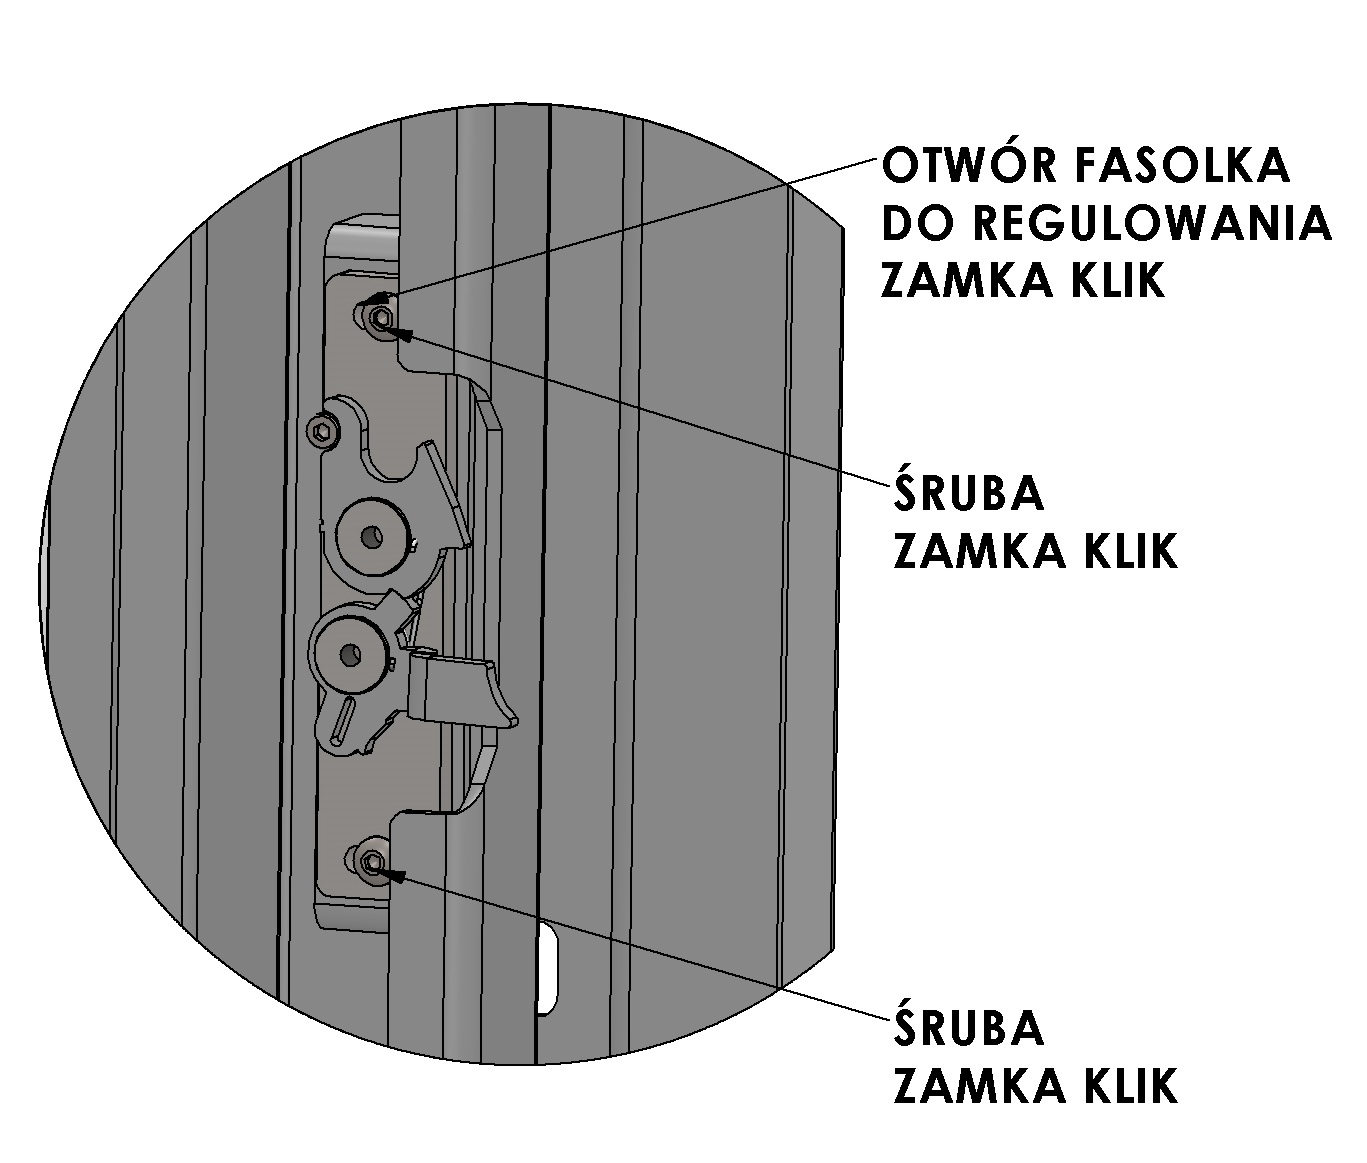 OTWÓR FASOLKA
DO REGULOWANIA
ZAMKA KLIK
ŚRUBA
ZAMKA KLIK
ŚRUBA
ZAMKA KLIK